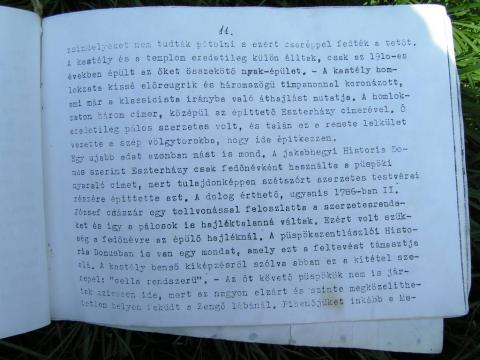 11.
zsindelyeket nem tudták pótolni s ezért cseréppel fedték a tetőt.
A kastély és a templom eredetileg külön álltak, csak az 1910-es
években épült az őket összekötő nyak-épület. - A kastély hom-
lokzata kissé előreugrik és háromszögű timpanonnal koronázott,
ami már a klasszicista irányba való áthajlást mutatja. A homlok-
zaton három címer, középül az építtető Eszterházy címerével. Ő
eredetileg pálos szerzetes volt, és talán ez a remete lelkület
vezette a szép völgytorokba, hogy ide építkezzen.
Egy ujabb adat azonban mást is mond. A jakabhegyi Historia Do-
mus szerint Eszterházy csak fedőnévként használta a püspöki
nyaraló címet, mert tulajdonképpen szétszórt szerzetes testvérei
részére építtette azt. A dolog érthető, ugyanis 1786-ban II.
József császár egy tollvonással feloszlatta a szerzetesrende-
ket és igy a pálosok is hajléktalanná váltak. Ezért volt szük-
ség a fedőnévre az épülő hajléknál. A püspökszentlászlói Histo-
ria Domusban is van egy mondat, amely ezt a feltevést támasztja
alá. A kastély benső kiképzésről szólva abban ez a kitétel sze-
repel: "cella rendszerű". - Az őt követő püspökök nem is jár-
tak szivesen ide, mert az nagyon elzárt és szinte megközelíthe-
tetlen helyen feküdt a Zengő lábánál. Pihenőjüket inkább a Me-